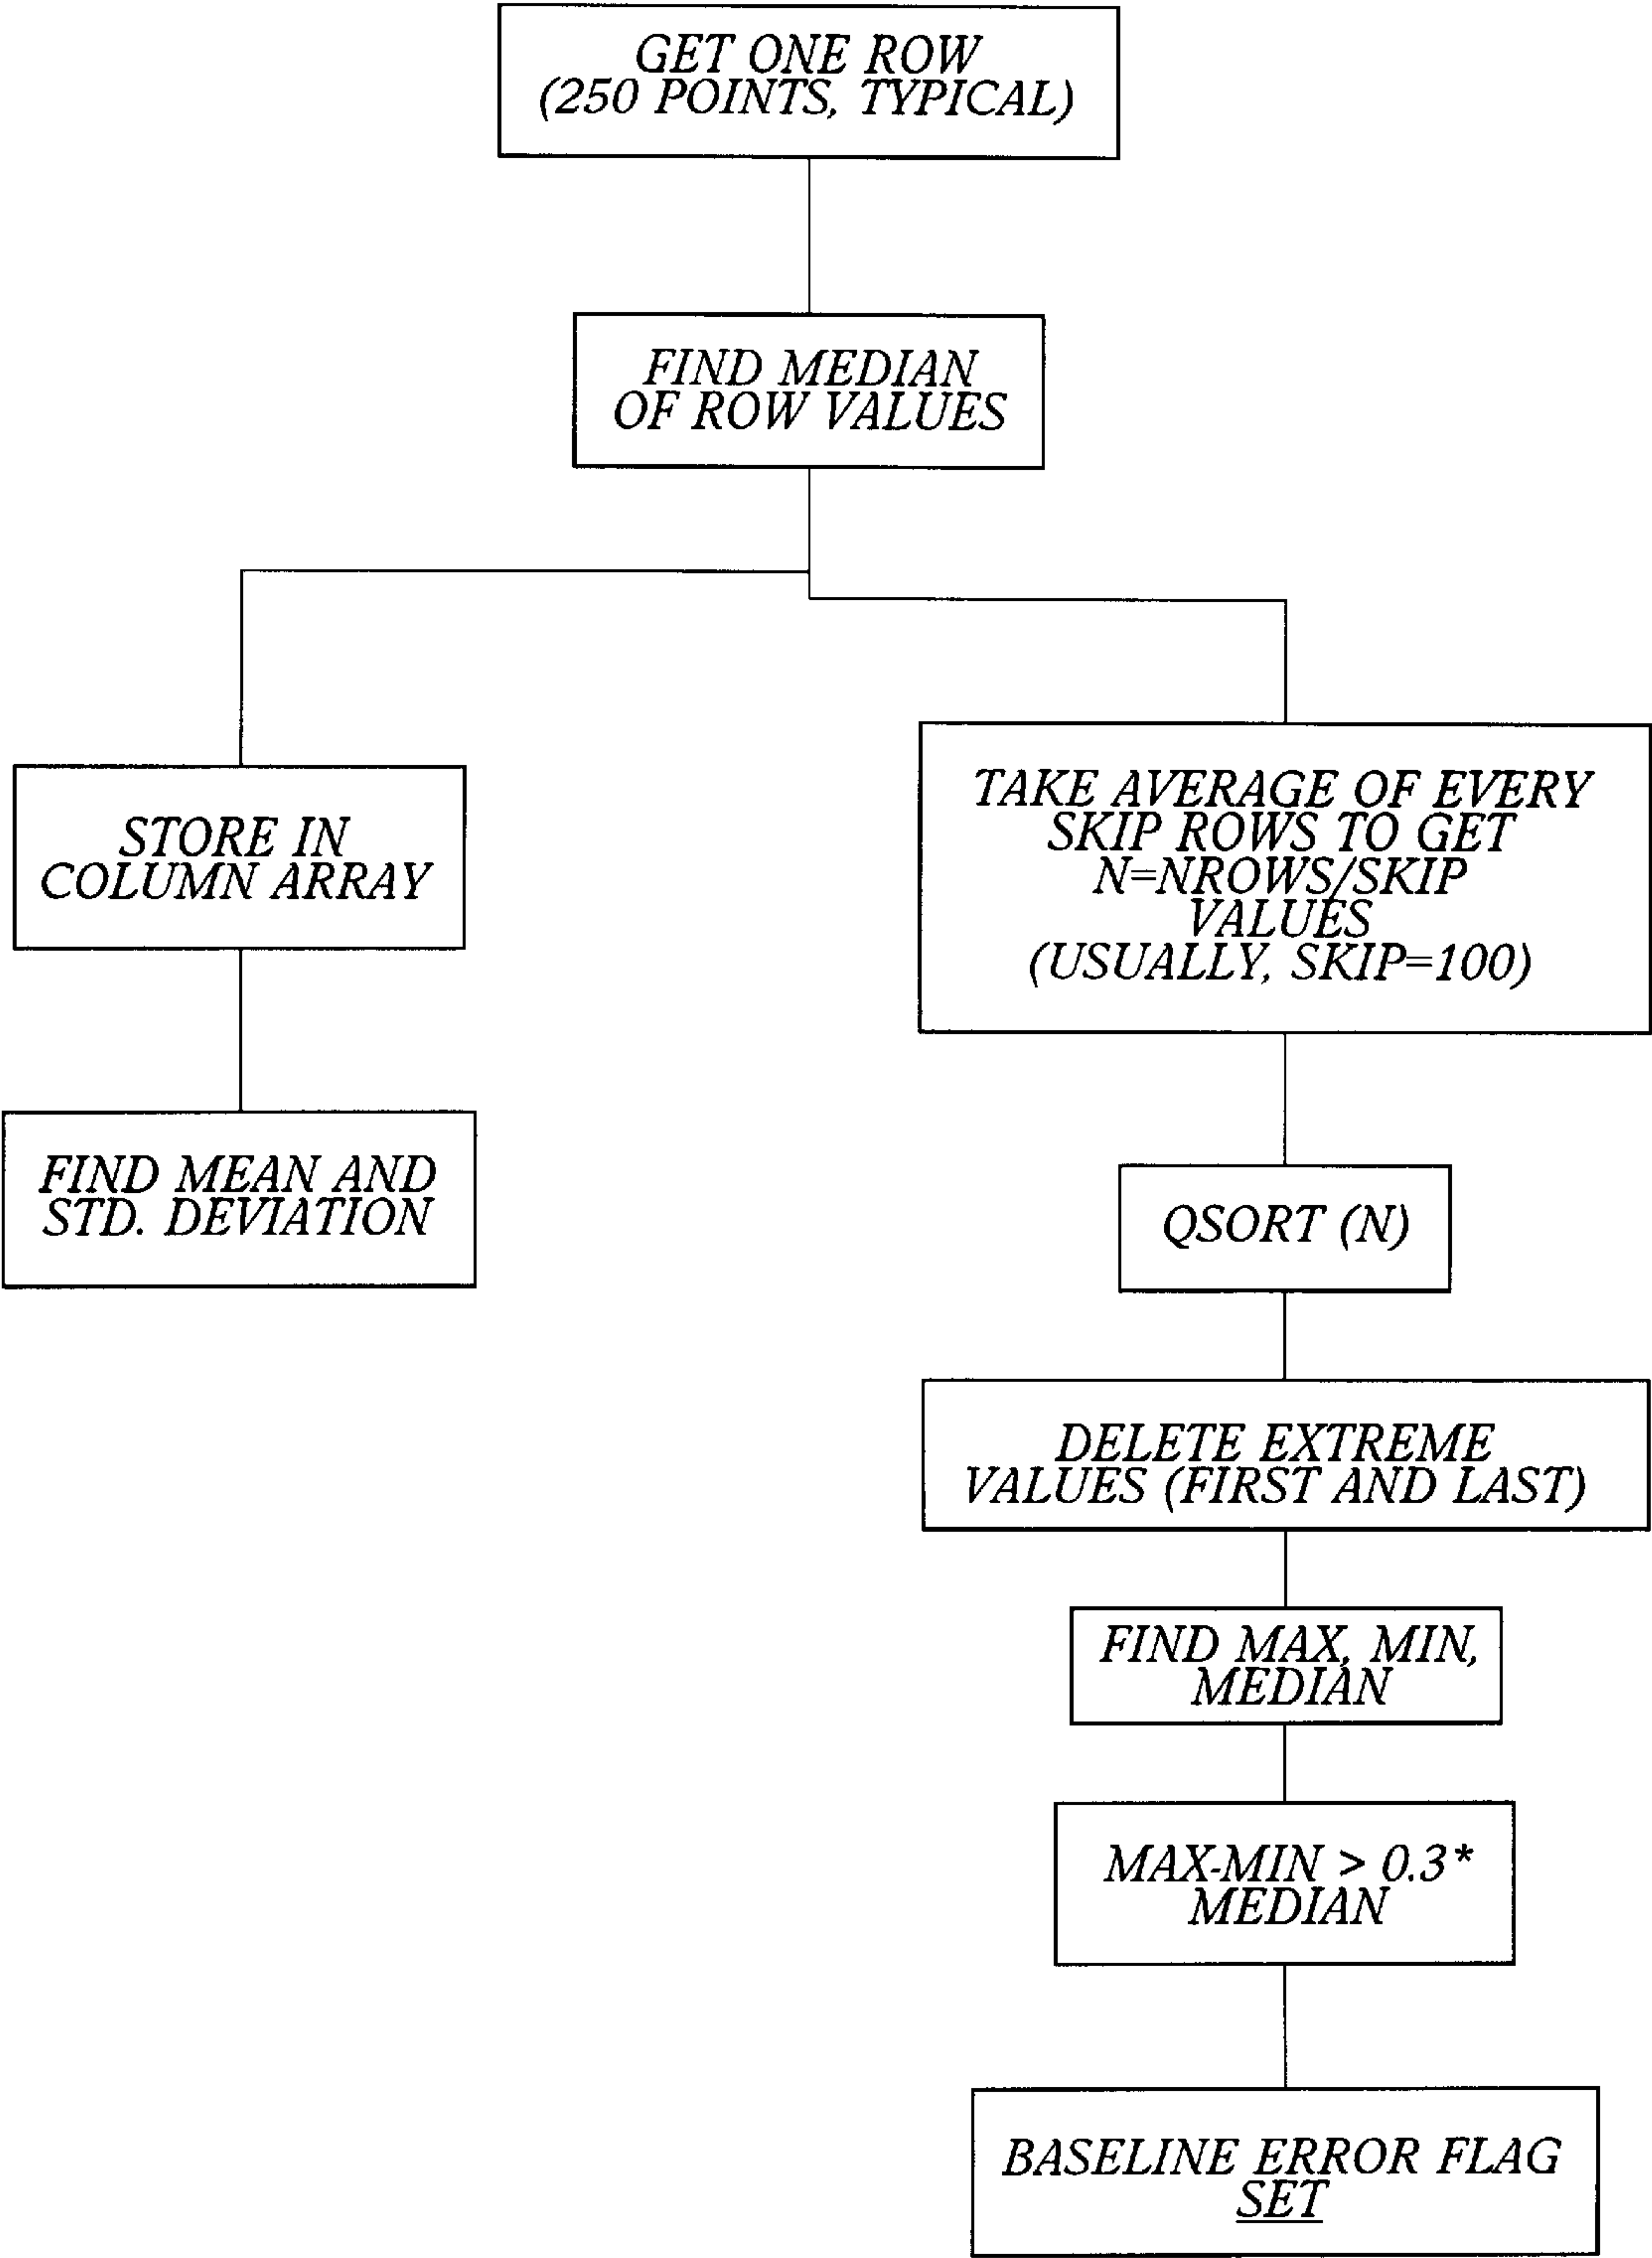 GET ONE ROW
(250 POINTS, TYPICAL)
FIND MEDIAN
OF ROW VALUES
STORE IN
COLUMN ARRAY
FIND MEAN AND
STD. DEVIATION
TAKE AVERAGE OF EVERY
SKIP ROWS TO GET
N=NROWS/SKIP
VALUES
(USUALLY, SKIP=100)
QSORT (N)
DELETE EXTREME
VALUES (FIRST AND LAST)
FIND MAX, MIN,
MEDIAN
MAX-MIN > 0.3*
MEDIAN
BASELINE ERROR FLAG
SET